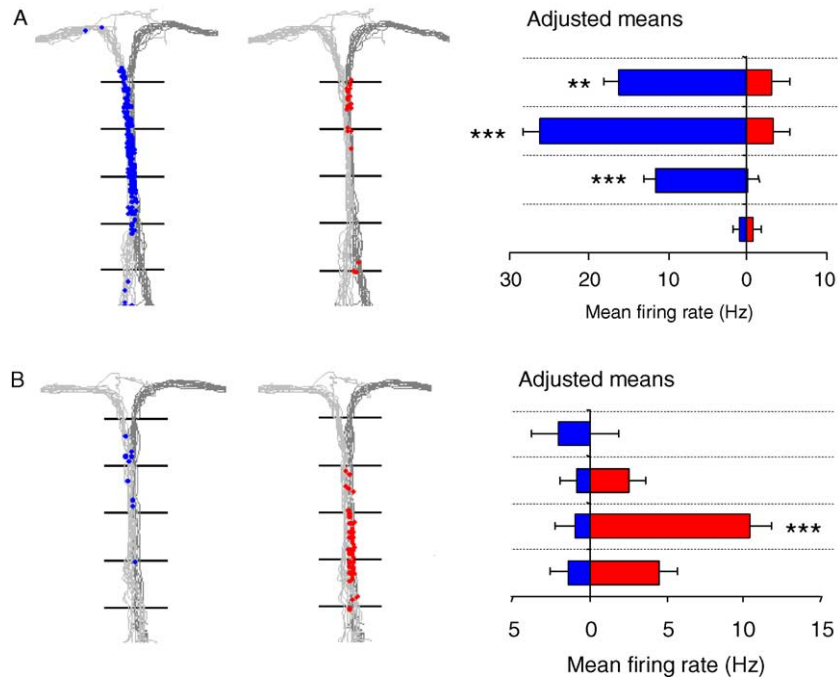 A
Adjusted means
**
***
***
30 20 10 0 10
Mean firing rate (Hz)
B
Adjusted means
***
5 0 5 10 15
Mean firing rate (Hz)